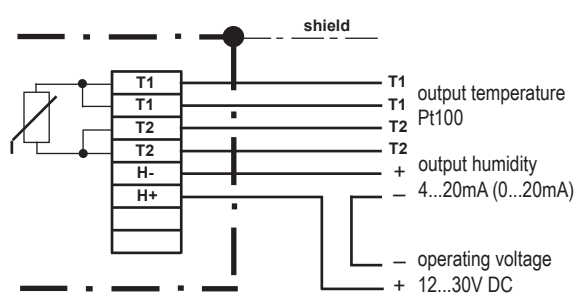 shield
T1 T1
T1 T1 output temperature
T2 T2 Pt100
T2 T2
H- + output humidity
H+ – 4...20mA (0...20mA)
– operating voltage
+ 12...30V DC